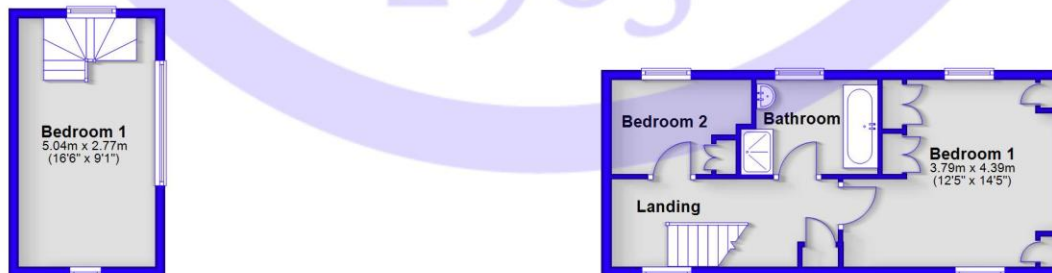 1985
Bedroom 1
5.04m x 2.77m
(16'6" x 9'1")
Bedroom 2
Bathroom
Bedroom 1
3.79m x 4.39m
(12'5" x 14'5")
Landing